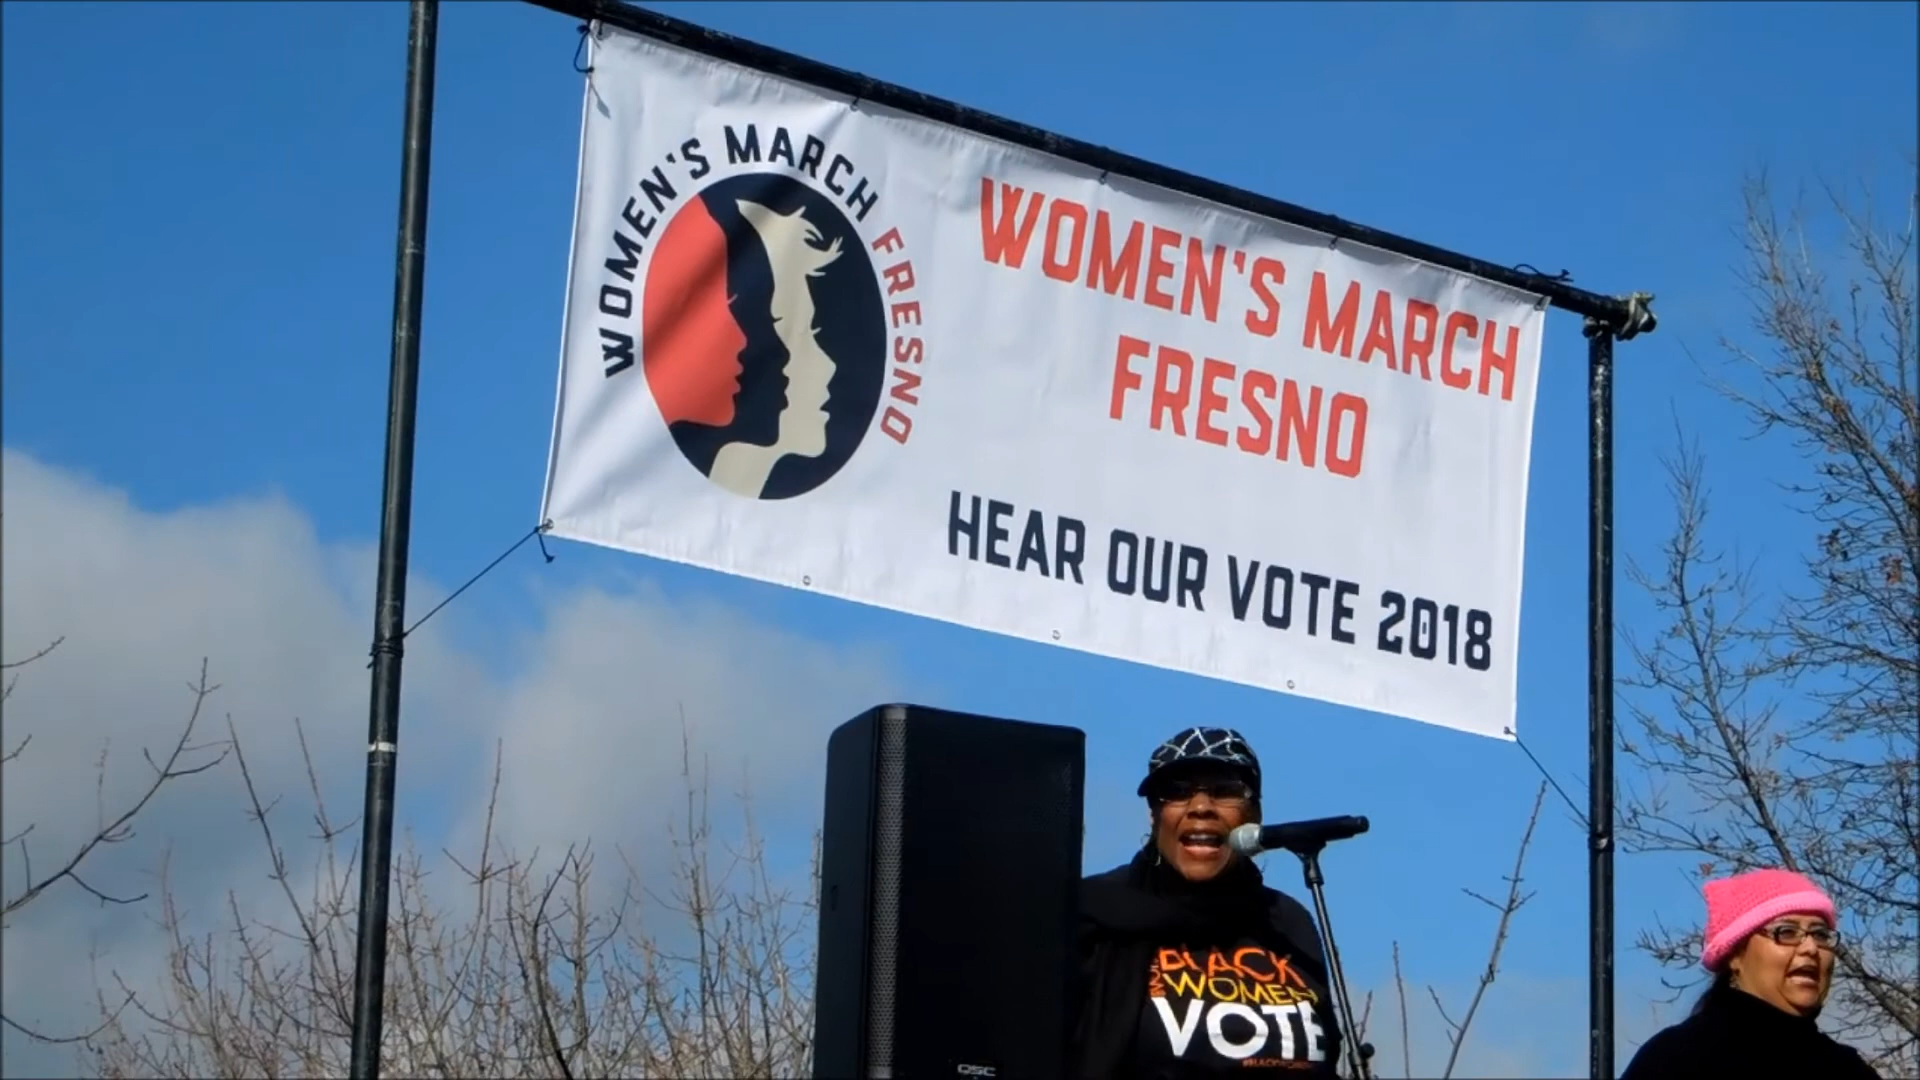 WOMEN'S MARCH FRESNO
WOMEN'S MARCH
FRESNO
HEAR OUR VOTE 2018
BLACK
WOMEN
VOTE
QSC